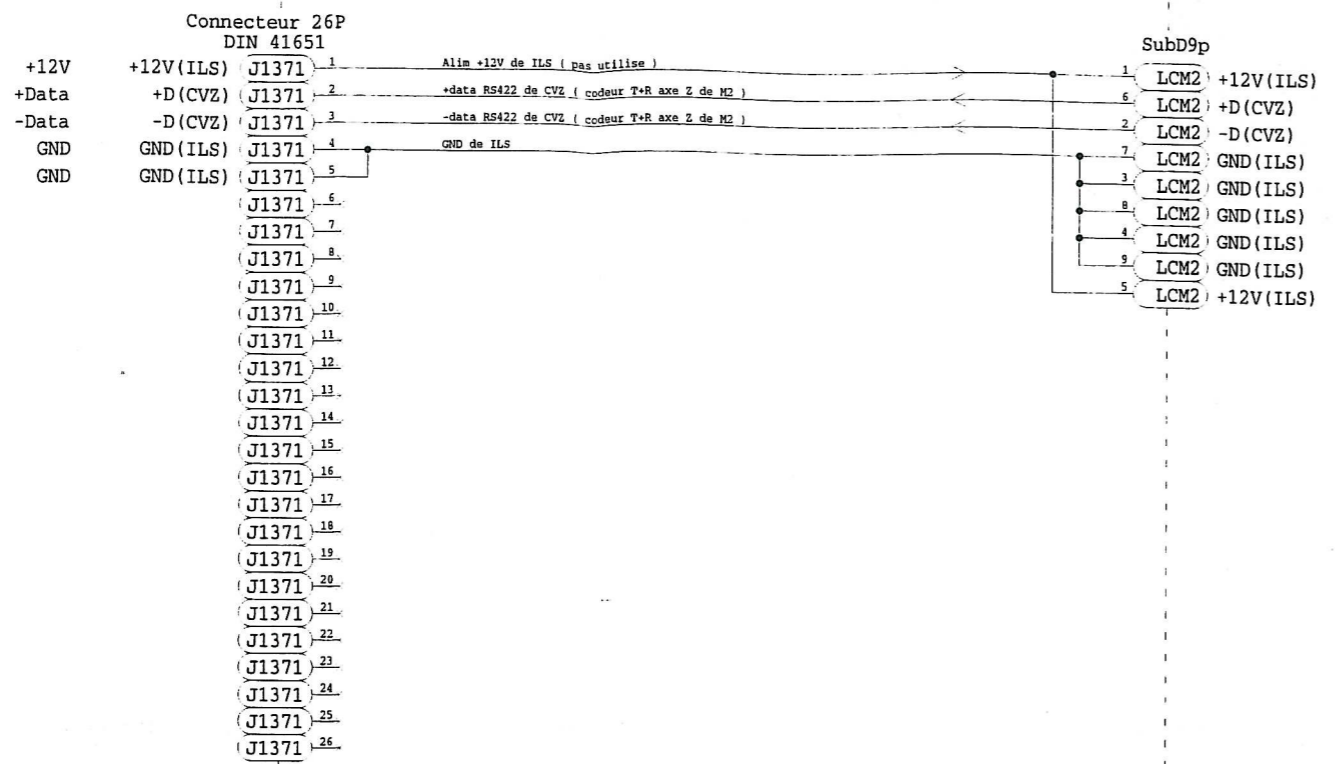 Connecteur 26P
DIN 41651
SubD9p
+12V +12V(ILS) J1371 1 Alim +12V de ILS ( pas utilise ) 1 LCM2 +12V(ILS)
+Data +D(CVZ) J1371 2 +data RS422 de CVZ ( codeur T+R axe Z de M2 ) 6 LCM2 +D(CVZ)
-Data -D(CVZ) J1371 3 -data RS422 de CVZ ( codeur T+R axe Z de M2 ) 2 LCM2 -D(CVZ)
GND GND(ILS) J1371 4 GND de ILS 7 LCM2 GND(ILS)
GND GND(ILS) J1371 5 3 LCM2 GND(ILS)
J1371 6 8 LCM2 GND(ILS)
J1371 7 4 LCM2 GND(ILS)
J1371 8 9 LCM2 GND(ILS)
J1371 9 5 LCM2 +12V(ILS)
J1371 10
J1371 11
J1371 12
J1371 13
J1371 14
J1371 15
J1371 16
J1371 17
J1371 18
J1371 19
J1371 20
J1371 21
J1371 22
J1371 23
J1371 24
J1371 25
J1371 26